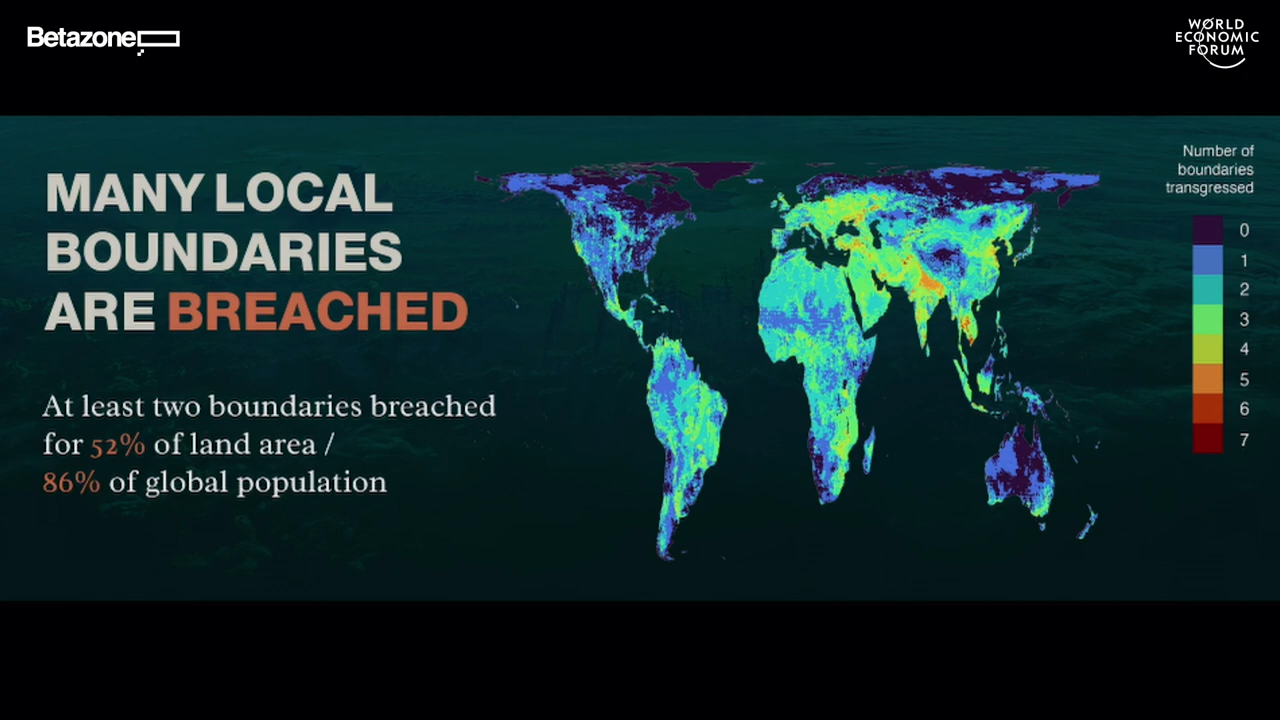 Betazone
WORLD
ECONOMIC
FORUM
MANY LOCAL
BOUNDARIES
ARE BREACHED
At least two boundaries breached
for 52% of land area /
86% of global population
Number of
boundaries
transgressed
0
1
2
3
4
5
6
7